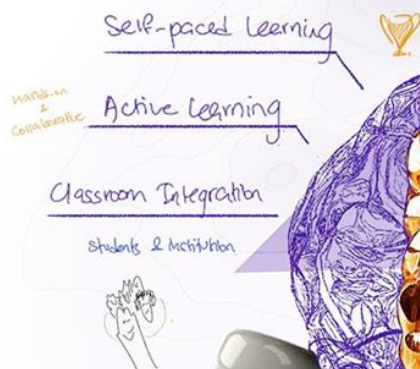 Self-paced Learning
Hands-on
&
Collaborative
Active Learning
Classroom Integration
Students & Institution